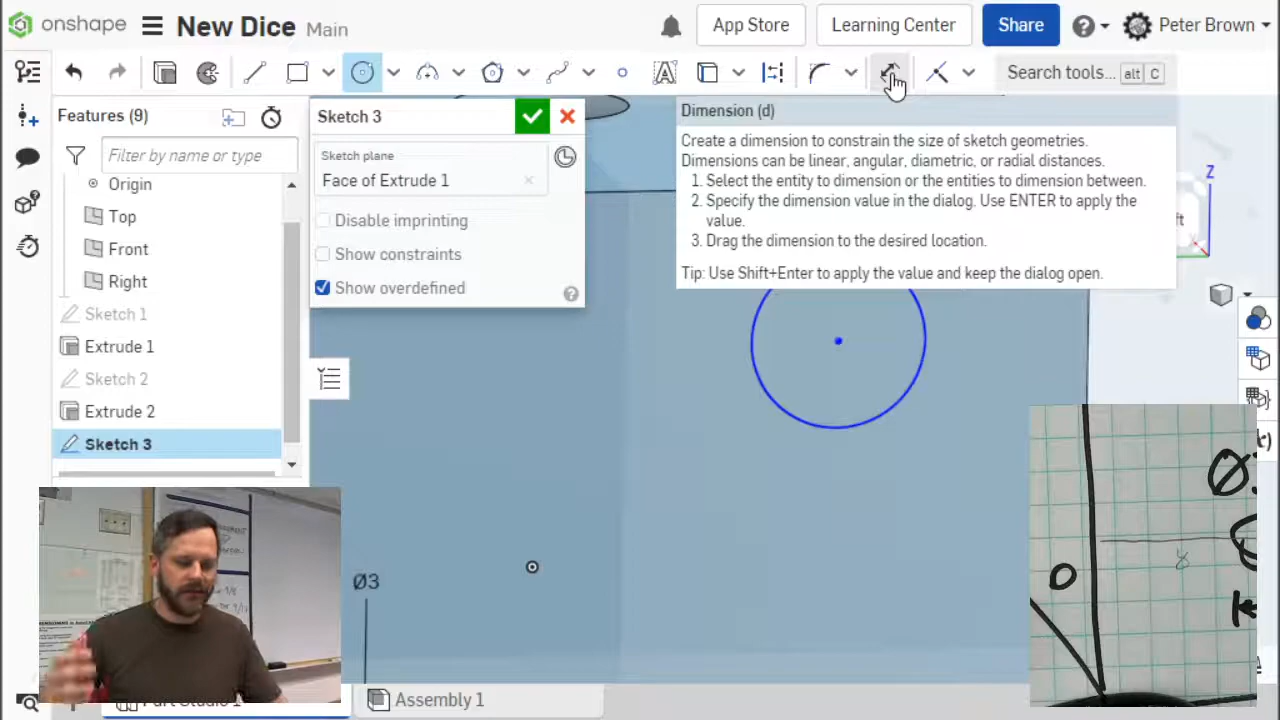 onshape
New Dice
Main
App Store
Learning Center
Share
Peter Brown
Search tools...
alt
C
Features (9)
Filter by name or type
Origin
Top
Front
Right
Sketch 1
Extrude 1
Sketch 2
Extrude 2
Sketch 3
Sketch 3
Sketch plane
Face of Extrude 1
Disable imprinting
Show constraints
Show overdefined
Dimension (d)
Create a dimension to constrain the size of sketch geometries.
Dimensions can be linear, angular, diametric, or radial distances.
1. Select the entity to dimension or the entities to dimension between.
2. Specify the dimension value in the dialog. Use ENTER to apply the
value.
3. Drag the dimension to the desired location.
Tip: Use Shift+Enter to apply the value and keep the dialog open.
Z
Ø3
8
Assembly 1